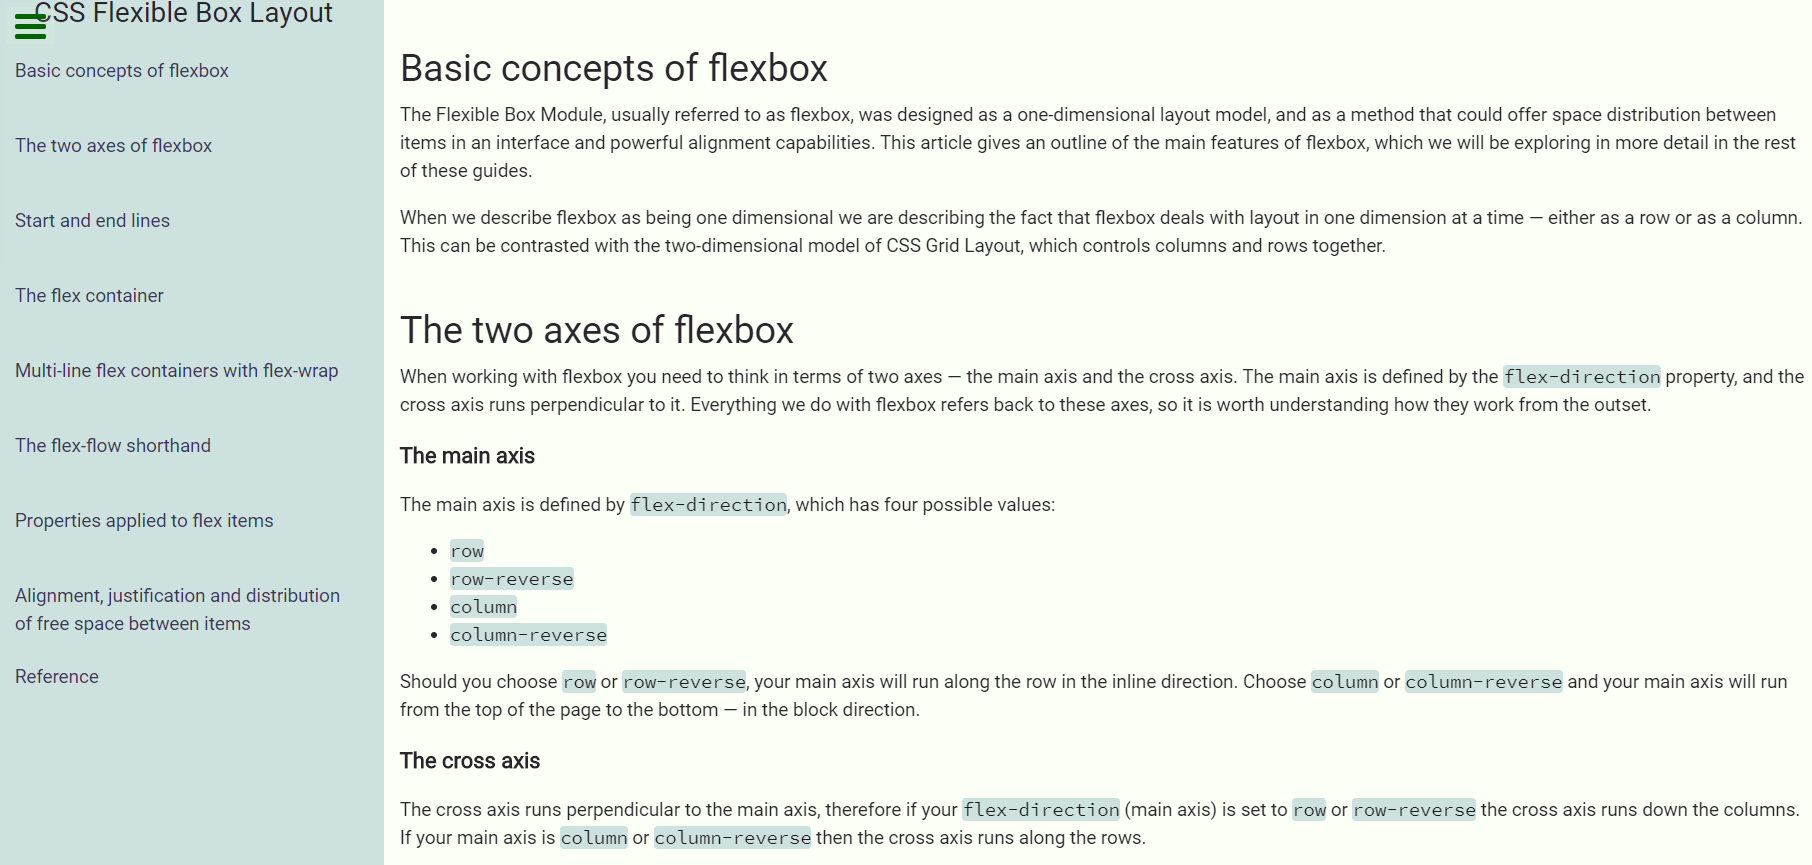 CSS Flexible Box Layout
Basic concepts of flexbox
The two axes of flexbox
Start and end lines
The flex container
Multi-line flex containers with flex-wrap
The flex-flow shorthand
Properties applied to flex items
Alignment, justification and distribution
of free space between items
Reference
Basic concepts of flexbox
The Flexible Box Module, usually referred to as flexbox, was designed as a one-dimensional layout model, and as a method that could offer space distribution between
items in an interface and powerful alignment capabilities. This article gives an outline of the main features of flexbox, which we will be exploring in more detail in the rest
of these guides.
When we describe flexbox as being one dimensional we are describing the fact that flexbox deals with layout in one dimension at a time — either as a row or as a column.
This can be contrasted with the two-dimensional model of CSS Grid Layout, which controls columns and rows together.
The two axes of flexbox
When working with flexbox you need to think in terms of two axes — the main axis and the cross axis. The main axis is defined by the flex-direction property, and the
cross axis runs perpendicular to it. Everything we do with flexbox refers back to these axes, so it is worth understanding how they work from the outset.
The main axis
The main axis is defined by flex-direction, which has four possible values:
• row
• row-reverse
• column
• column-reverse
Should you choose row or row-reverse, your main axis will run along the row in the inline direction. Choose column or column-reverse and your main axis will run
from the top of the page to the bottom — in the block direction.
The cross axis
The cross axis runs perpendicular to the main axis, therefore if your flex-direction (main axis) is set to row or row-reverse the cross axis runs down the columns.
If your main axis is column or column-reverse then the cross axis runs along the rows.